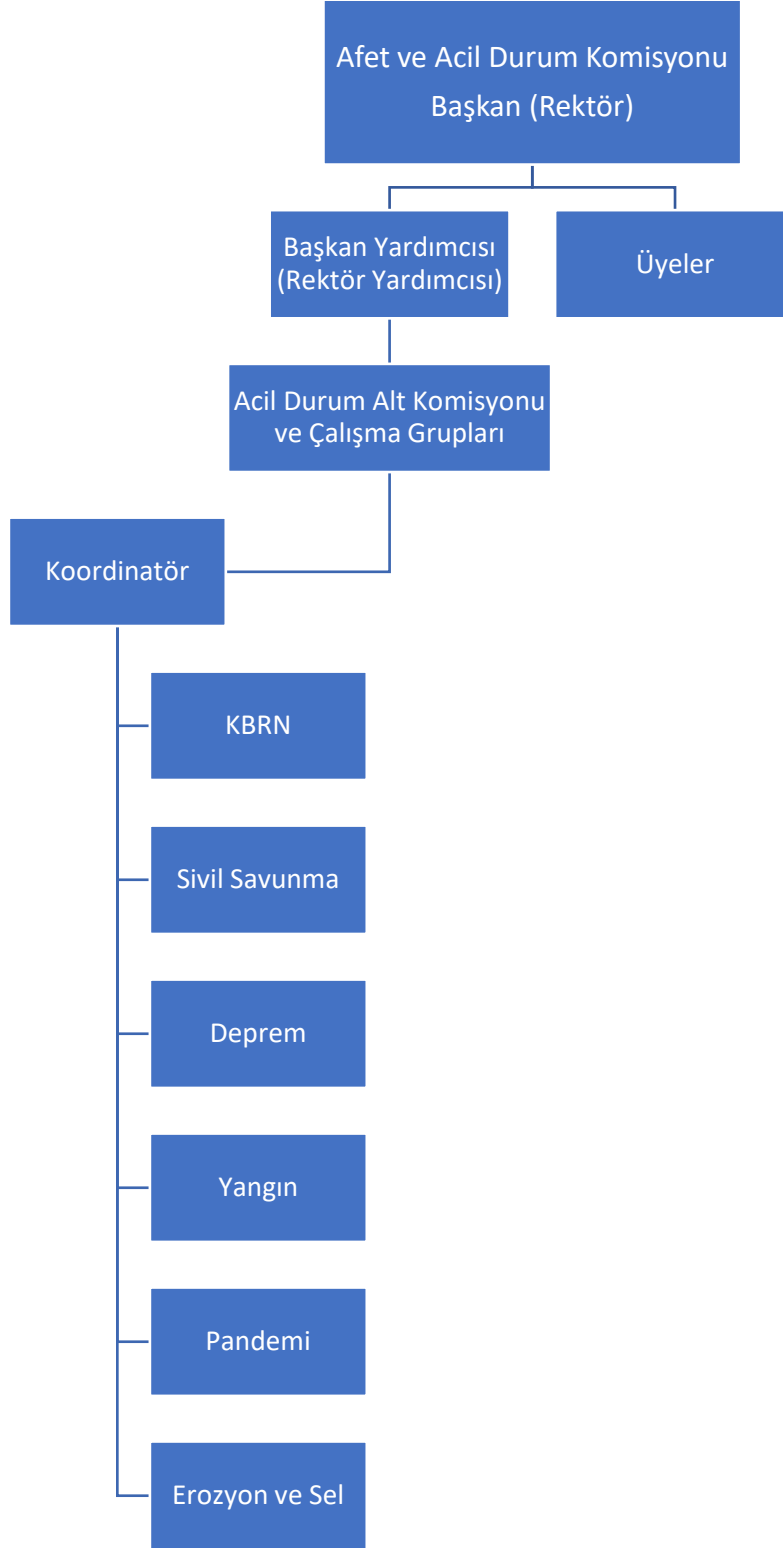 Afet ve Acil Durum Komisyonu
Başkan (Rektör)
Başkan Yardımcısı
(Rektör Yardımcısı)
Üyeler
Acil Durum Alt Komisyonu
ve Çalışma Grupları
Koordinatör
KBRN
Sivil Savunma
Deprem
Yangın
Pandemi
Erozyon ve Sel